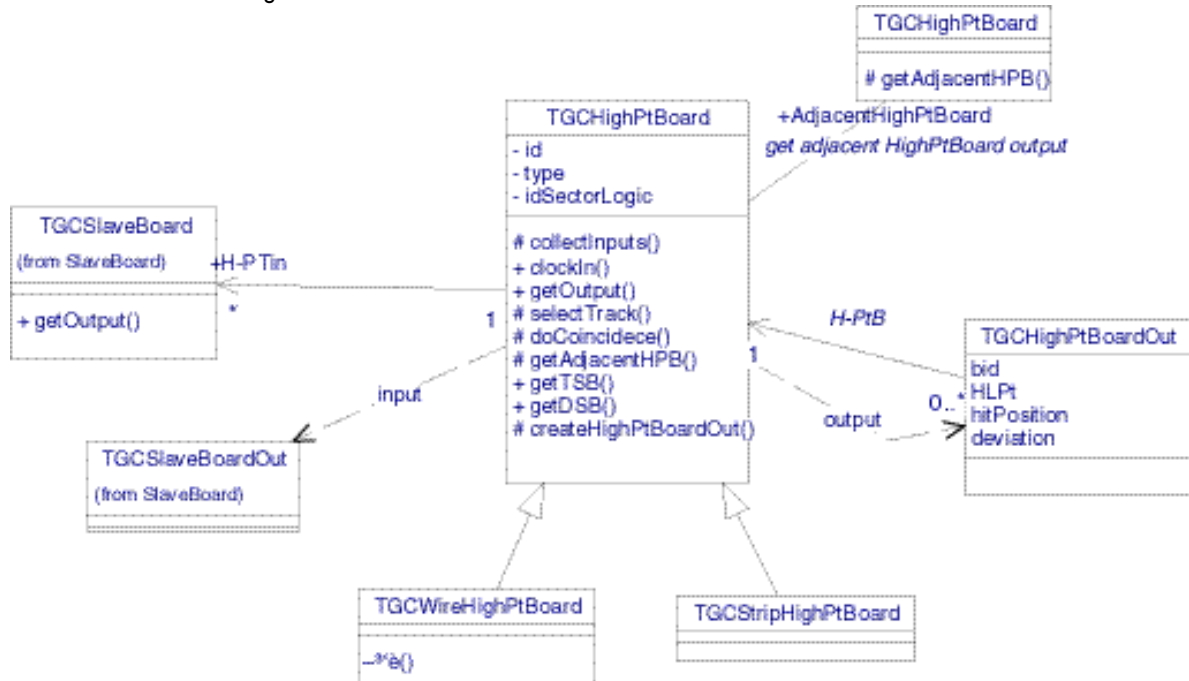 TGCHighPtBoard
# getAdjacentHPB()
+AdjacentHighPtBoard
get adjacent HighPtBoard output
TGCHighPtBoard
- id
- type
- idSectorLogic
# collectInputs()
+ clockIn()
+ getOutput()
# selectTrack()
# doCoincidece()
# getAdjacentHPB()
+ getTSB()
+ getDSB()
# createHighPtBoardOut()
TGCSlaveBoard
(from SlaveBoard)
+ getOutput()
+H-PTin
*
1
input
TGCSlaveBoardOut
(from SlaveBoard)
H-PtB
1
output
0..*
TGCHighPtBoardOut
bid
HLPt
hitPosition
deviation
TGCWireHighPtBoard
TGCStripHighPtBoard